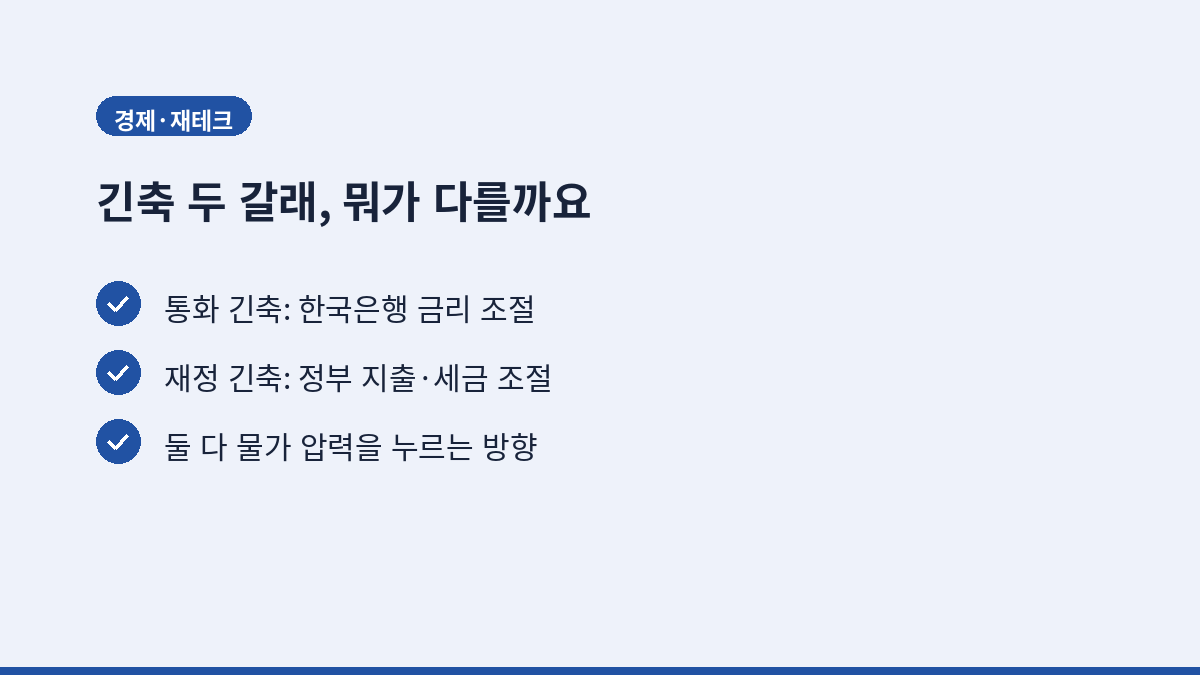 경제·재테크
긴축 두 갈래, 뭐가 다를까요
통화 긴축: 한국은행 금리 조절
재정 긴축: 정부 지출·세금 조절
둘 다 물가 압력을 누르는 방향